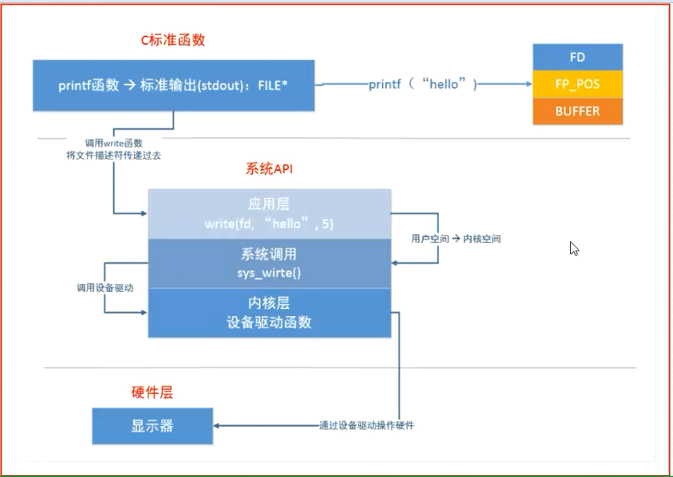 C标准函数
printf函数 → 标准输出(stdout)：FILE*
printf（“hello”)
FD
FP_POS
BUFFER
调用write函数
将文件描述符传递过去
系统API
应用层
write(fd, “hello”, 5)
用户空间 → 内核空间
系统调用
sys_wirte()
调用设备驱动
内核层
设备驱动函数
硬件层
显示器
通过设备驱动操作硬件